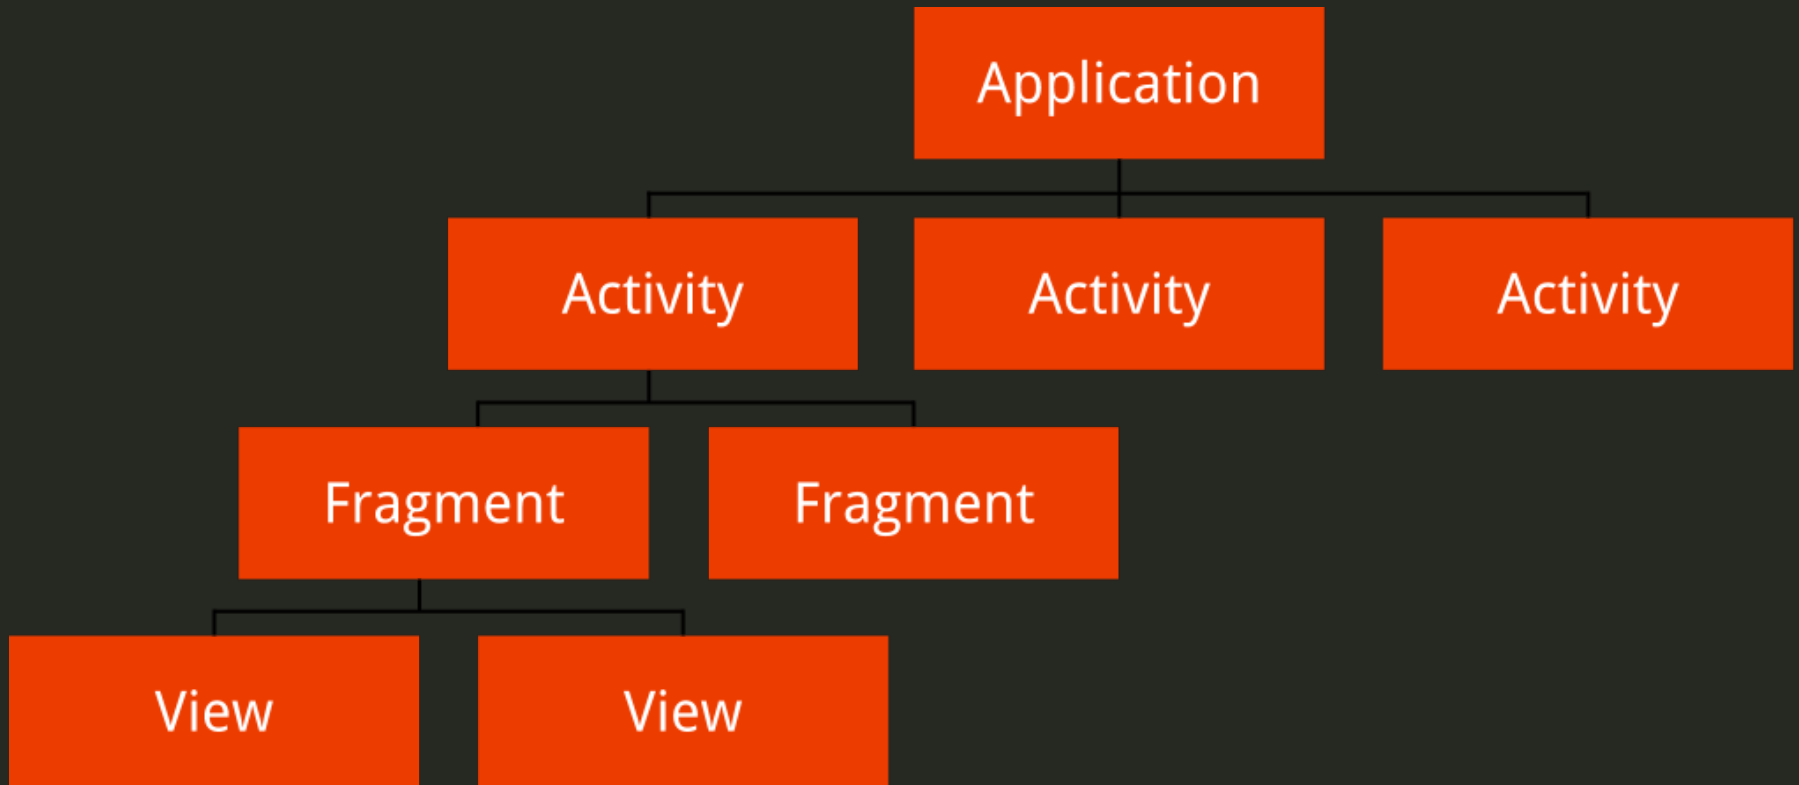 Application
Activity
Activity
Activity
Fragment
Fragment
View
View